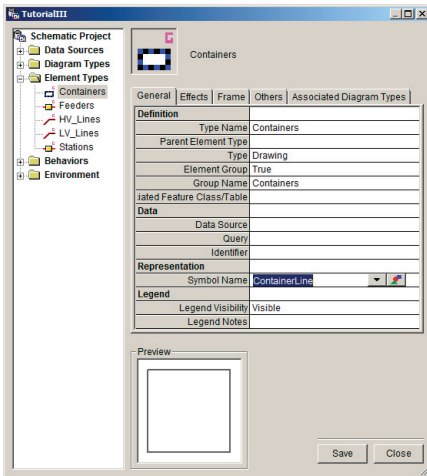 TutorialIII
Schematic Project
Data Sources
Diagram Types
Element Types
Containers
Feeders
HV_Lines
LV_Lines
Stations
Behaviors
Environment
Containers
General Effects Frame Others Associated Diagram Types
Definition
Type Name Containers
Parent Element Type
Type Drawing
Element Group True
Group Name Containers
iated Feature Class/Table
Data
Data Source
Query
Identifier
Representation
Symbol Name ContainerLine
Legend
Legend Visibility Visible
Legend Notes
Preview
Save Close